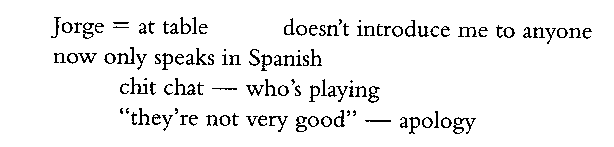 Jorge = at table doesn't introduce me to anyone
now only speaks in Spanish
chit chat — who's playing
"they're not very good" — apology